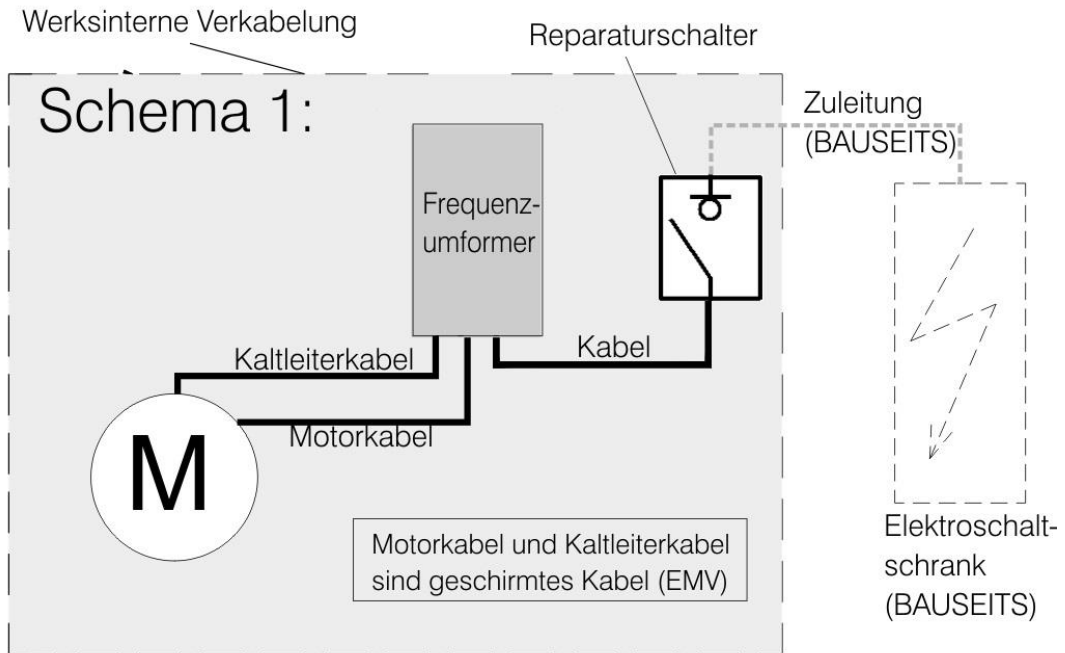 Werksinterne Verkabelung
Reparaturschalter
Schema 1:
Zuleitung
(BAUSEITS)
Frequenz-
umformer
Kaltleiterkabel
Kabel
Motorkabel
M
Motorkabel und Kaltleiterkabel
sind geschirmtes Kabel (EMV)
Elektroschalt-
schrank
(BAUSEITS)